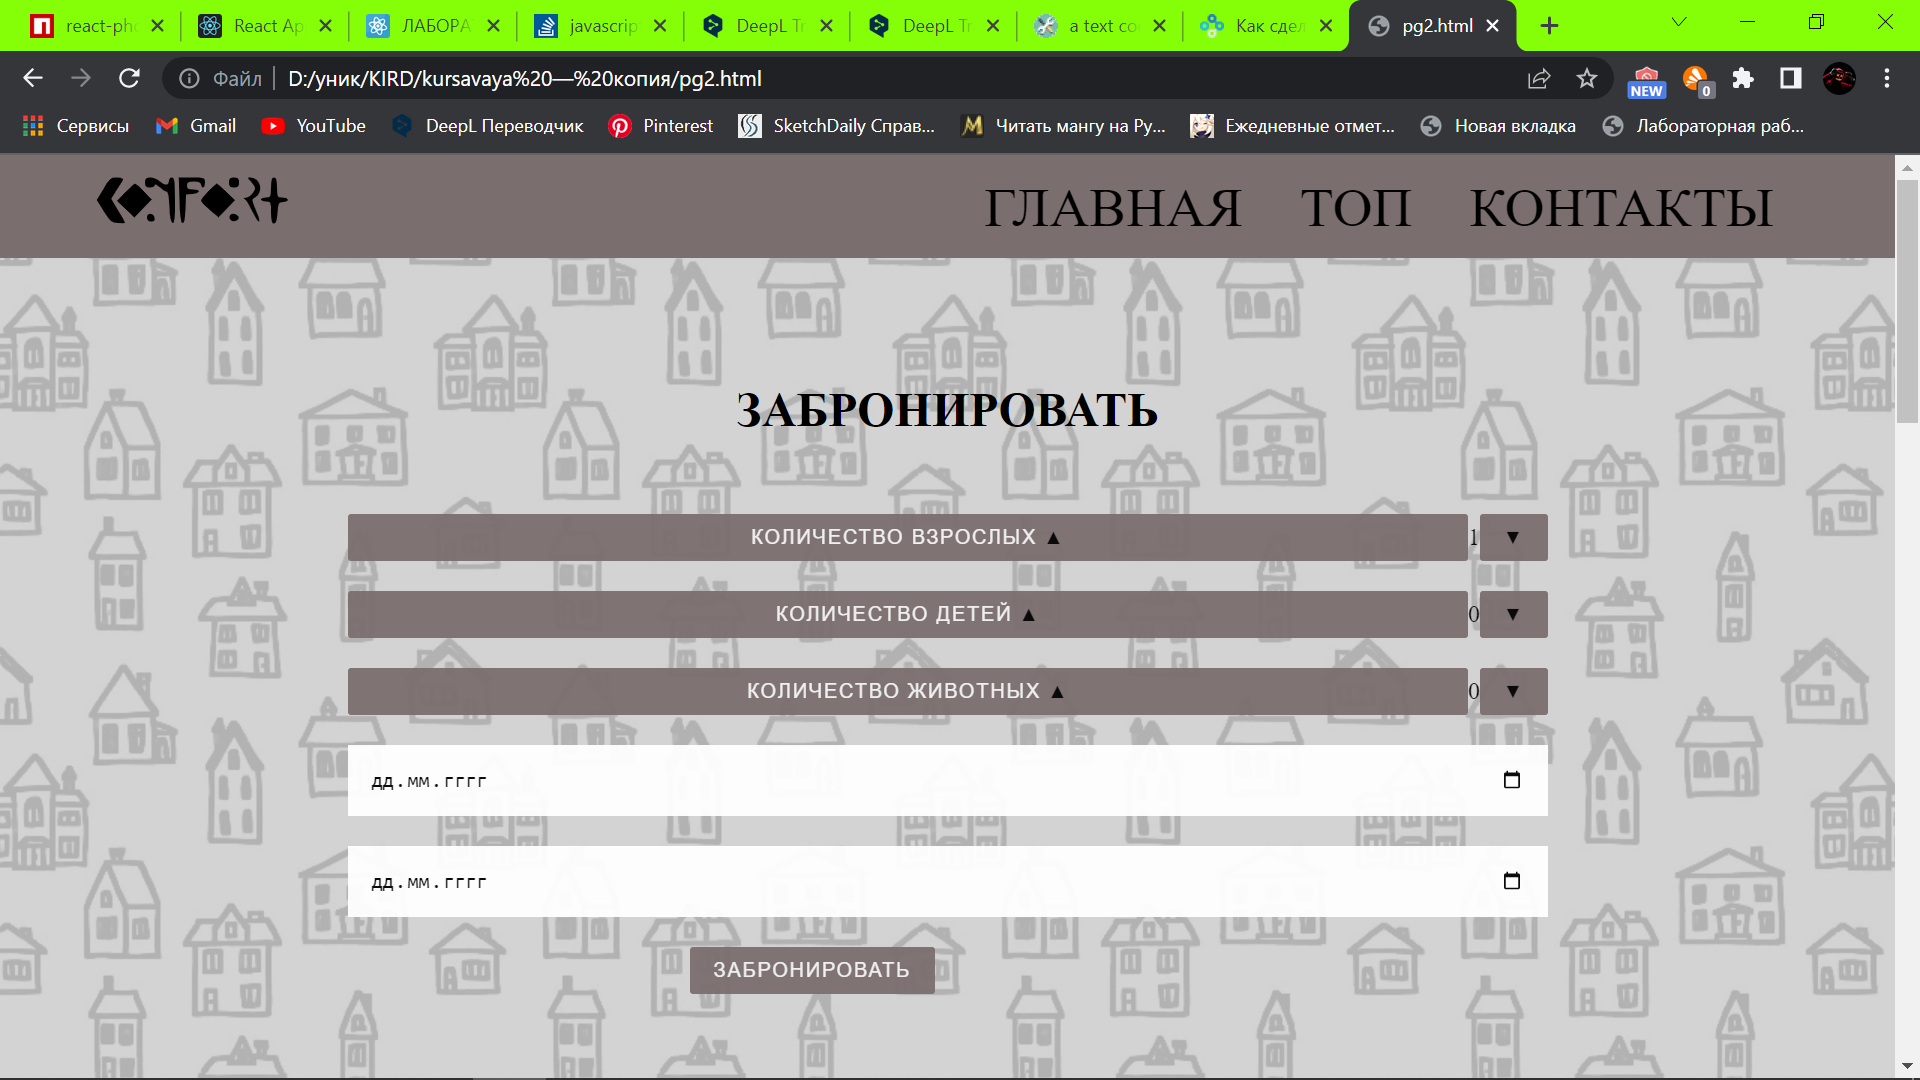 react-ph
React Ap
ЛАБОРА
javascrip
DeepL Tr
DeepL Tr
a text co
Как сдел
pg2.html
Файл
D:/уник/KIRD/kursavaya%20—%20копия/pg2.html
NEW
0
Сервисы
Gmail
YouTube
DeepL Переводчик
Pinterest
SketchDaily Справ...
Читать мангу на Ру...
Ежедневные отмет...
Новая вкладка
Лабораторная раб...
COMFORT
ГЛАВНАЯ
ТОП
КОНТАКТЫ
ЗАБРОНИРОВАТЬ
КОЛИЧЕСТВО ВЗРОСЛЫХ ▲ 1 ▼
КОЛИЧЕСТВО ДЕТЕЙ ▲ 0 ▼
КОЛИЧЕСТВО ЖИВОТНЫХ ▲ 0 ▼
дд.мм.гггг
дд.мм.гггг
ЗАБРОНИРОВАТЬ